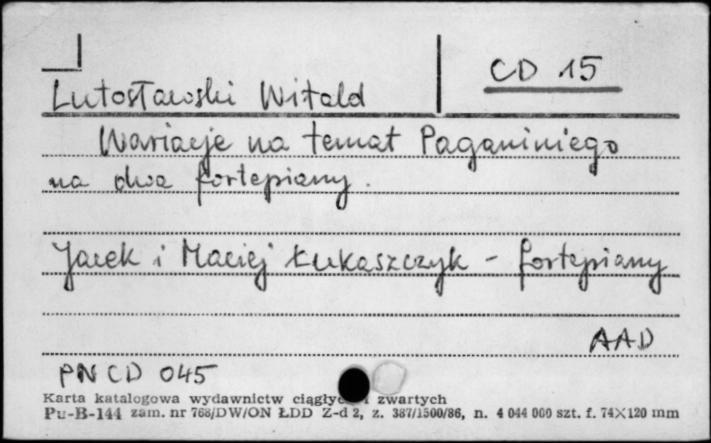 CD 15
Lutosławski Witold
Wariacje na temat Paganiniego
na dwa fortepiany.
Jacek i Maciej Łukaszczyk - fortepiany
AAD
PN CD 045
Karta katalogowa wydawnictw ciągłych i zwartych
Pu-B-144 zam. nr 768/DW/ON ŁDD Z-d 2, z. 387/1500/86, n. 4 044 000 szt. f. 74×120 mm